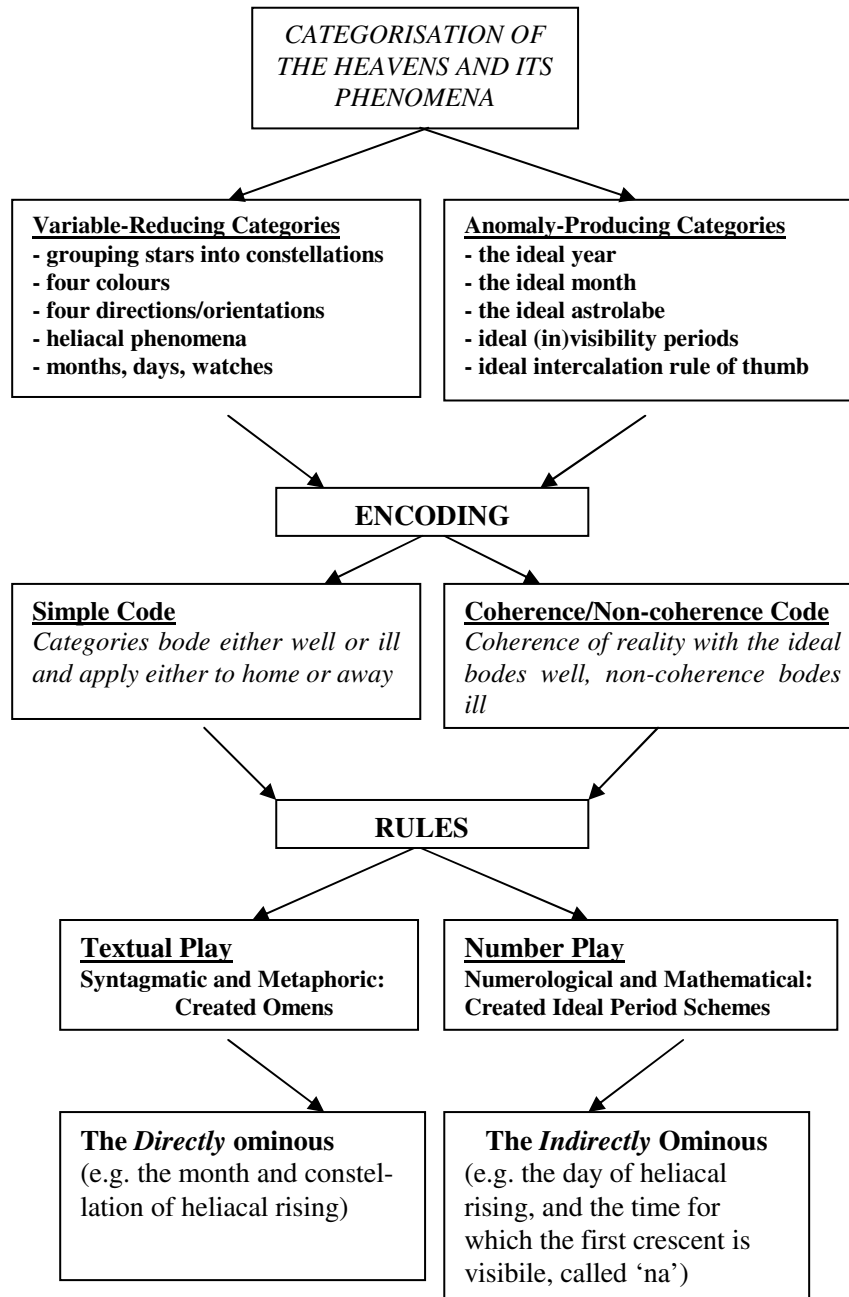 CATEGORISATION OF
THE HEAVENS AND ITS
PHENOMENA
Variable-Reducing Categories
- grouping stars into constellations
- four colours
- four directions/orientations
- heliacal phenomena
- months, days, watches
Anomaly-Producing Categories
- the ideal year
- the ideal month
- the ideal astrolabe
- ideal (in)visibility periods
- ideal intercalation rule of thumb
ENCODING
Simple Code
Categories bode either well or ill
and apply either to home or away
Coherence/Non-coherence Code
Coherence of reality with the ideal
bodes well, non-coherence bodes
ill
RULES
Textual Play
Syntagmatic and Metaphoric:
Created Omens
Number Play
Numerological and Mathematical:
Created Ideal Period Schemes
The Directly ominous
(e.g. the month and constel-
lation of heliacal rising)
The Indirectly Ominous
(e.g. the day of heliacal
rising, and the time for
which the first crescent is
visibile, called ‘na’)